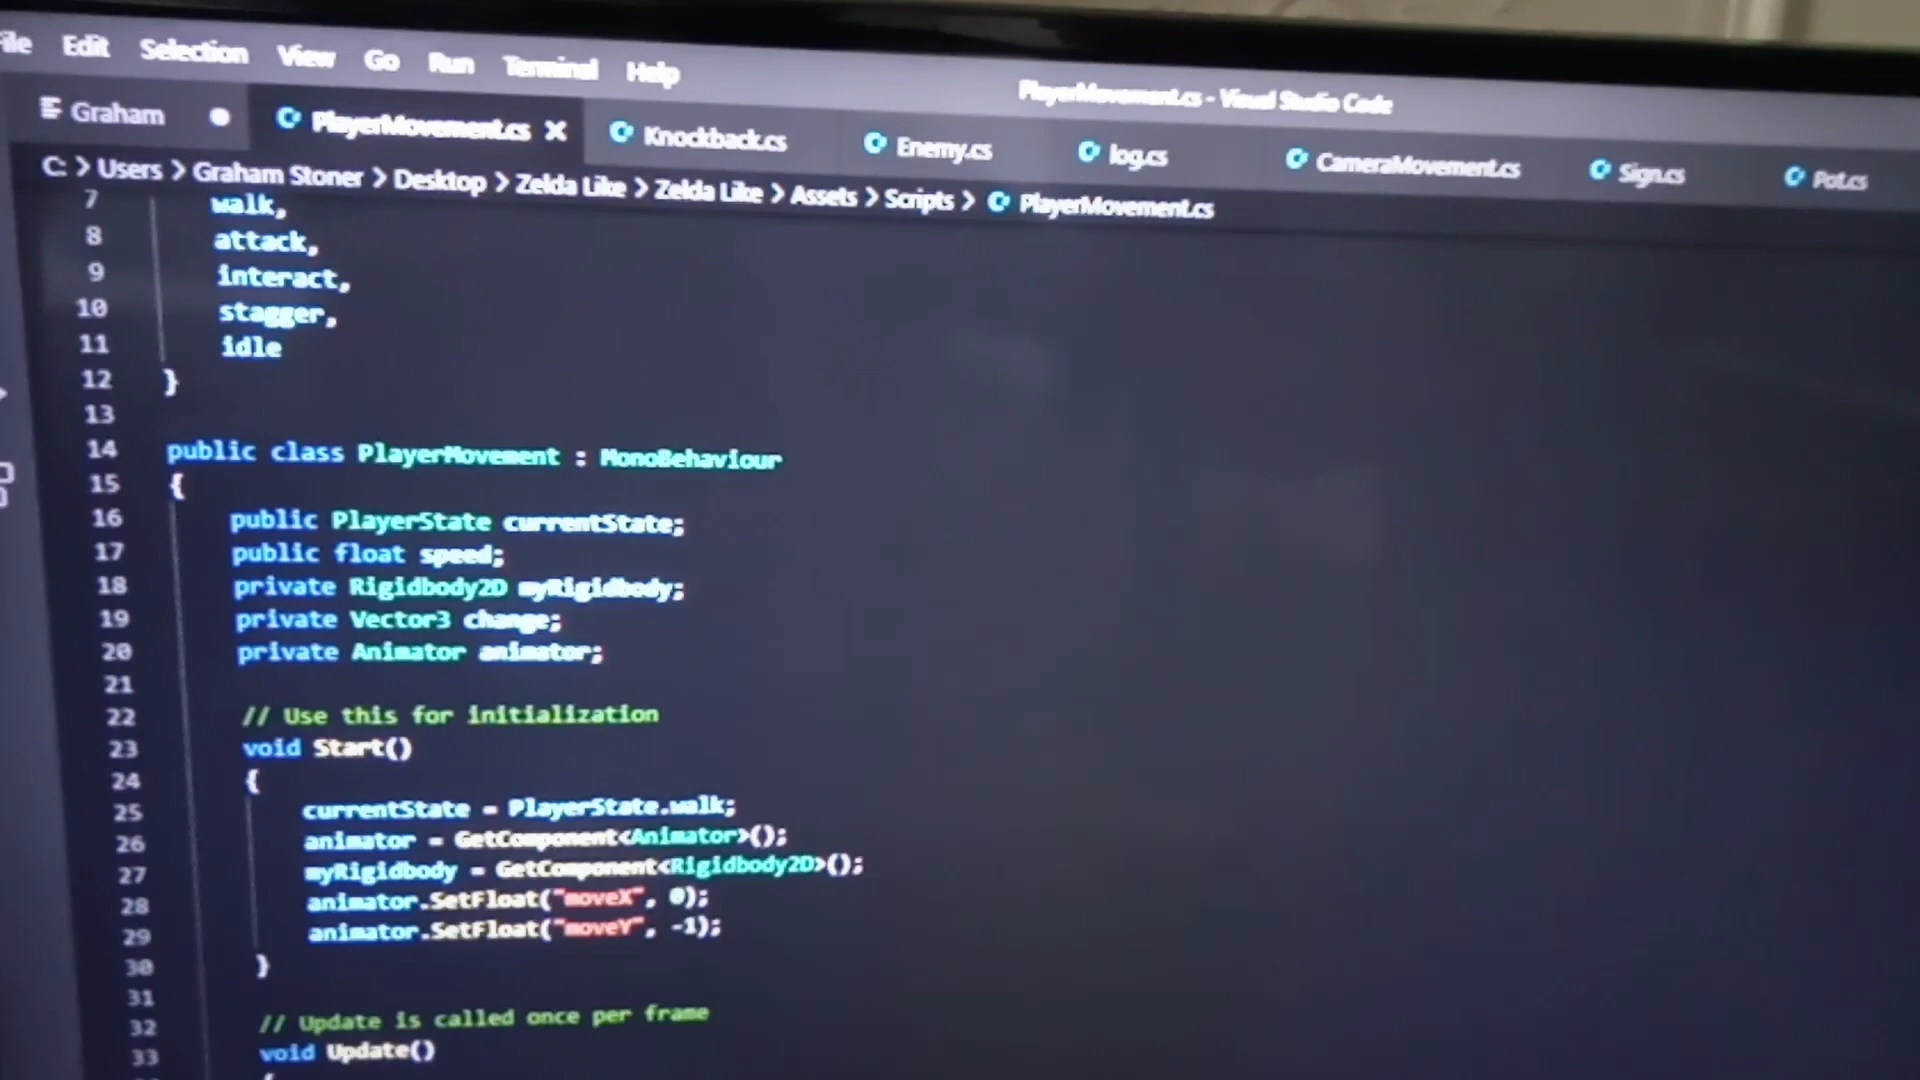 File Edit Selection View Go Run Terminal Help
PlayerMovement.cs - Visual Studio Code
Graham PlayerMovement.cs Knockback.cs Enemy.cs log.cs CameraMovement.cs Sign.cs Pot.cs
C: > Users > Graham Stoner > Desktop > Zelda Like > Zelda Like > Assets > Scripts > PlayerMovement.cs
7 walk,
8 attack,
9 interact,
10 stagger,
11 idle
12 }
13
14 public class PlayerMovement : MonoBehaviour
15 {
16 public PlayerState currentState;
17 public float speed;
18 private Rigidbody2D myRigidbody;
19 private Vector3 change;
20 private Animator animator;
21
22 // Use this for initialization
23 void Start()
24 {
25 currentState = PlayerState.walk;
26 animator = GetComponent<Animator>();
27 myRigidbody = GetComponent<Rigidbody2D>();
28 animator.SetFloat("moveX", 0);
29 animator.SetFloat("moveY", -1);
30 }
31
32 // Update is called once per frame
33 void Update()
{